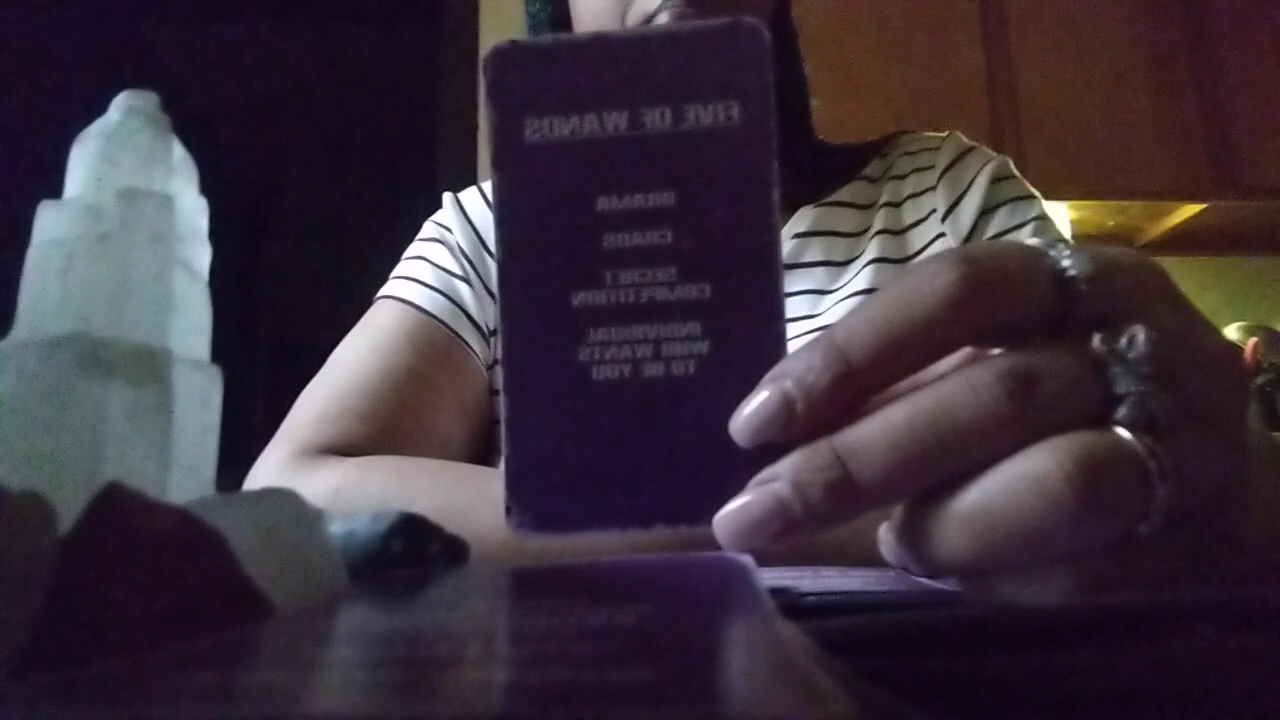 FIVE OF WANDS
DRAMA
CHAOS
SECRET
COMPETITION
INDIVIDUAL
WHO WANTS
TO BE YOU